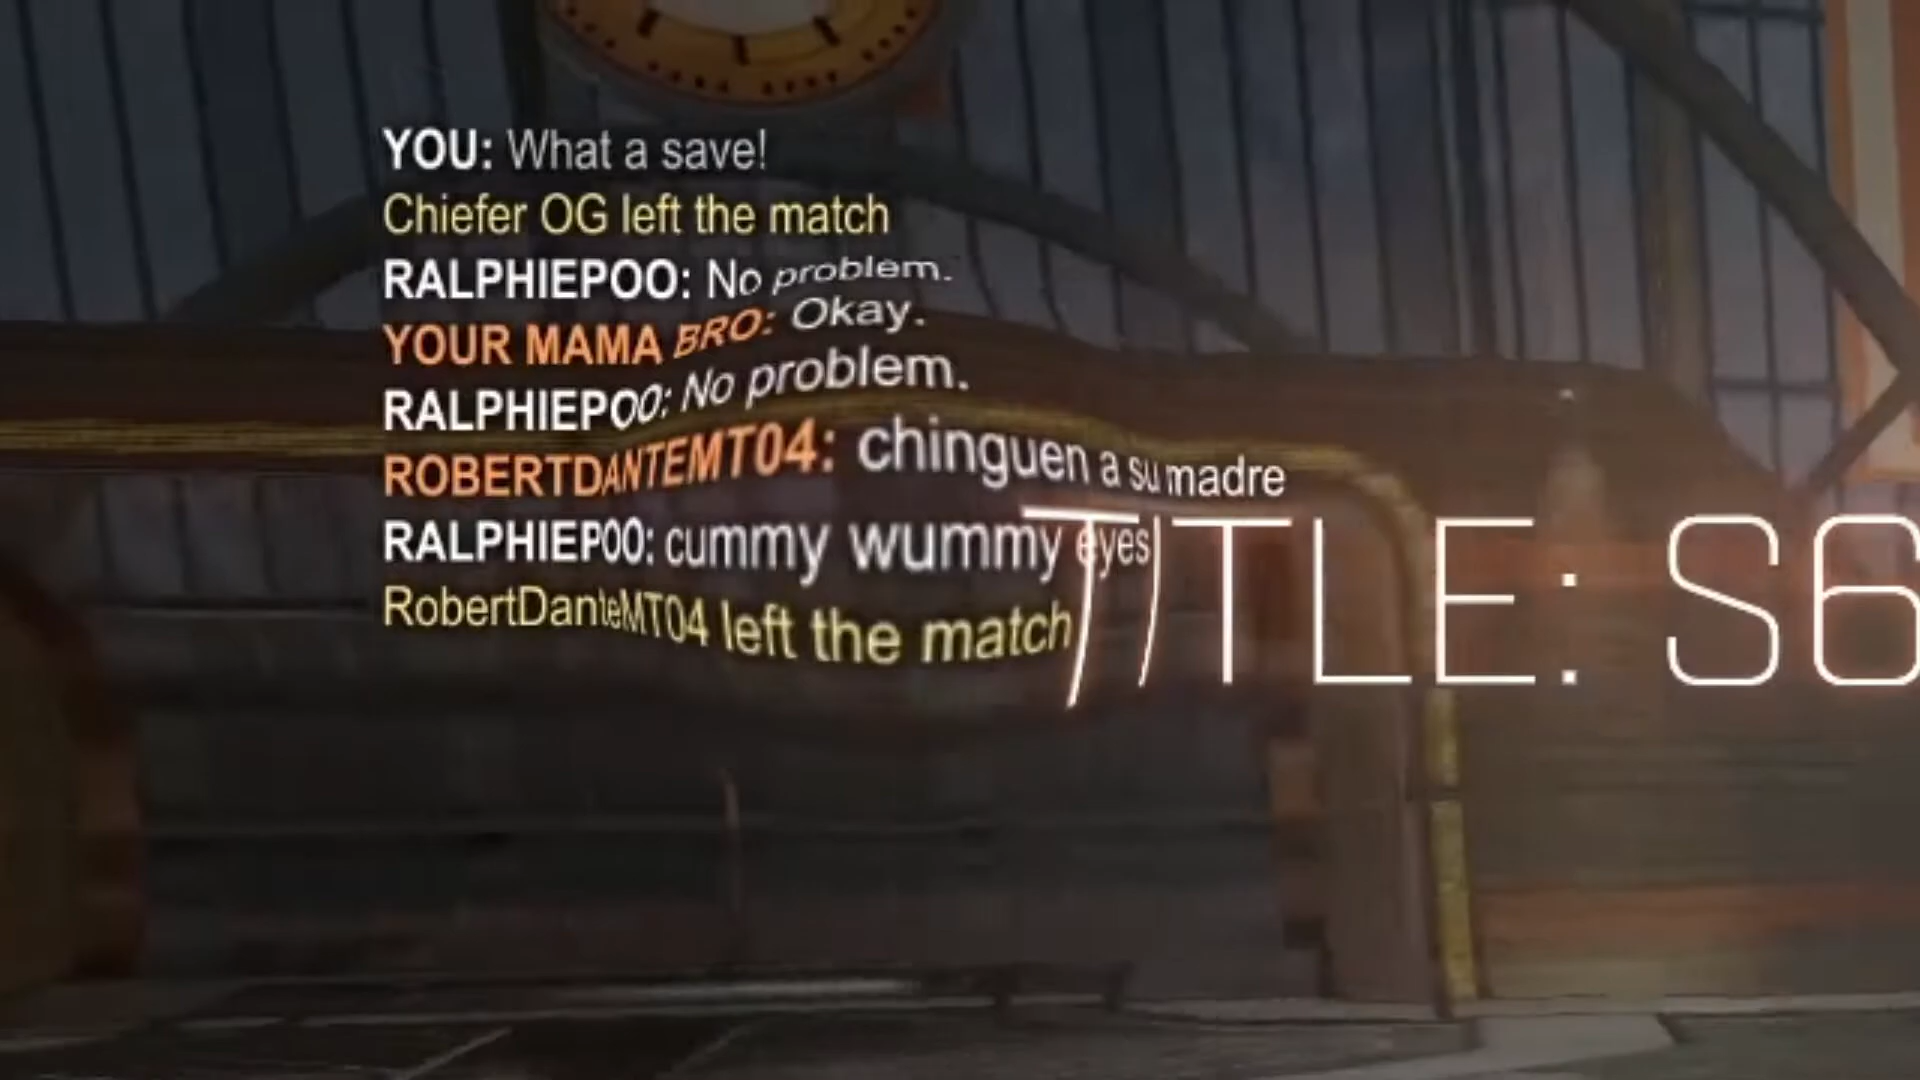 YOU: What a save!
Chiefer OG left the match
RALPHIEPOO: No problem.
YOUR MAMA BRO: Okay.
RALPHIEPOO: No problem.
ROBERTDANTEMT04: chinguen a su madre
RALPHIEPOO: cummy wummy eyes
RobertDanteMT04 left the match
TITLE: S6